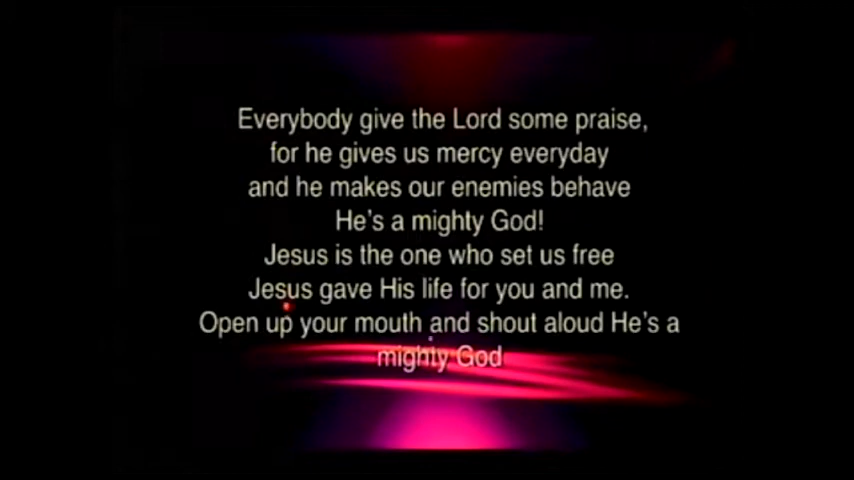 Everybody give the Lord some praise,
for he gives us mercy everyday
and he makes our enemies behave
He's a mighty God!
Jesus is the one who set us free
Jesus gave His life for you and me.
Open up your mouth and shout aloud He's a
mighty God